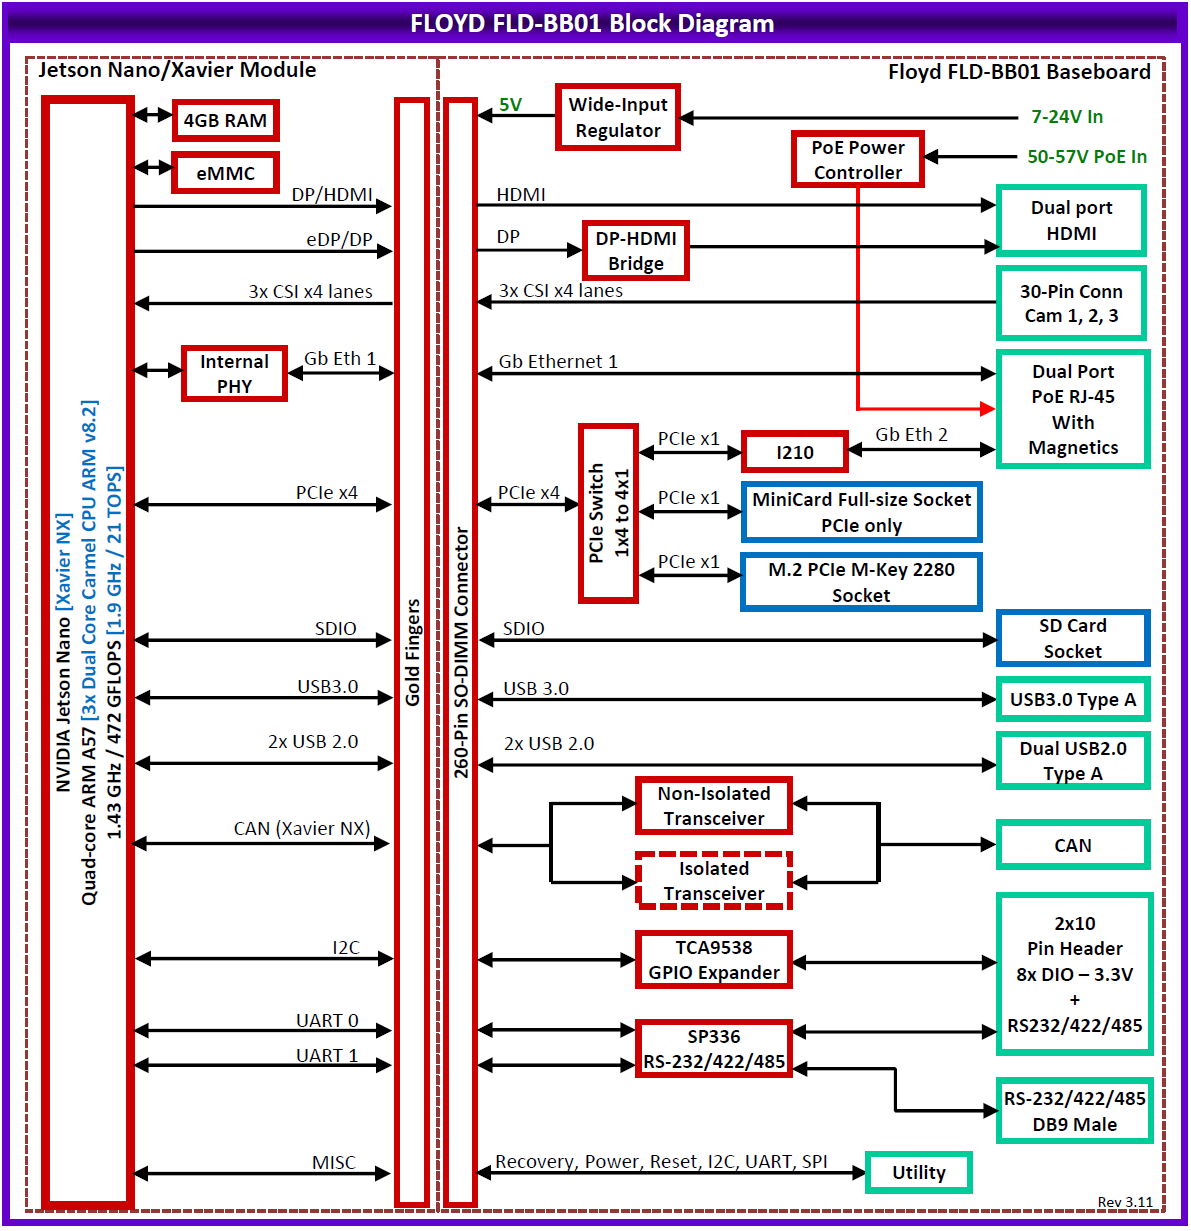 FLOYD FLD-BB01 Block Diagram
Jetson Nano/Xavier Module
Floyd FLD-BB01 Baseboard
NVIDIA Jetson Nano [Xavier NX]
Quad-core ARM A57 [3x Dual Core Carmel CPU ARM v8.2]
1.43 GHz / 472 GFLOPS [1.9 GHz / 21 TOPS]
4GB RAM
eMMC
DP/HDMI
eDP/DP
3x CSI x4 lanes
Internal
PHY
Gb Eth 1
PCIe x4
SDIO
USB3.0
2x USB 2.0
CAN (Xavier NX)
I2C
UART 0
UART 1
MISC
Gold Fingers
260-Pin SO-DIMM Connector
5V
Wide-Input
Regulator
7-24V In
PoE Power
Controller
50-57V PoE In
HDMI
Dual port
HDMI
DP
DP-HDMI
Bridge
3x CSI x4 lanes
30-Pin Conn
Cam 1, 2, 3
Gb Ethernet 1
Dual Port
PoE RJ-45
With
Magnetics
PCIe x4
PCIe Switch
1x4 to 4x1
PCIe x1
I210
Gb Eth 2
PCIe x1
MiniCard Full-size Socket
PCIe only
PCIe x1
M.2 PCIe M-Key 2280
Socket
SDIO
SD Card
Socket
USB 3.0
USB3.0 Type A
2x USB 2.0
Dual USB2.0
Type A
Non-Isolated
Transceiver
Isolated
Transceiver
CAN
TCA9538
GPIO Expander
2x10
Pin Header
8x DIO – 3.3V
+
RS232/422/485
SP336
RS-232/422/485
RS-232/422/485
DB9 Male
Recovery, Power, Reset, I2C, UART, SPI
Utility
Rev 3.11